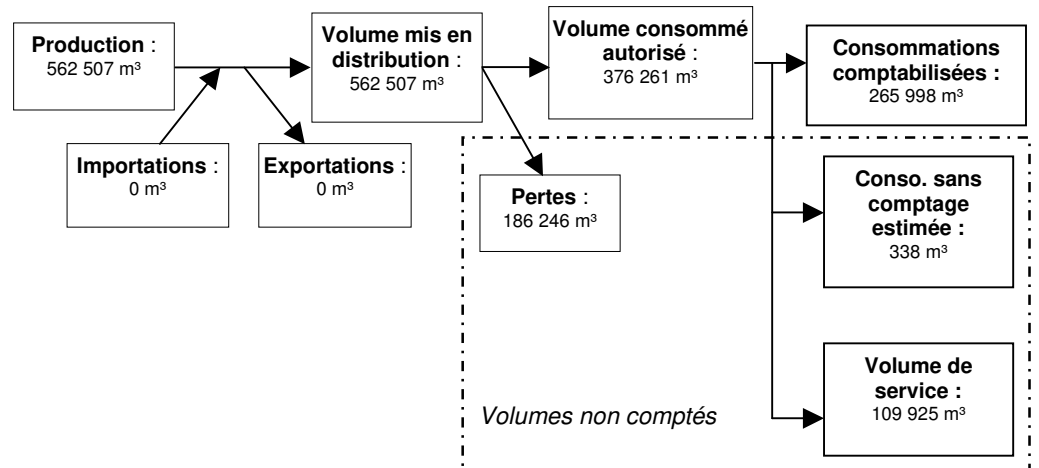 Production :
562 507 m³
Volume mis en
distribution :
562 507 m³
Volume consommé
autorisé :
376 261 m³
Consommations
comptabilisées :
265 998 m³
Importations :
0 m³
Exportations :
0 m³
Pertes :
186 246 m³
Conso. sans
comptage
estimée :
338 m³
Volume de
service :
109 925 m³
Volumes non comptés